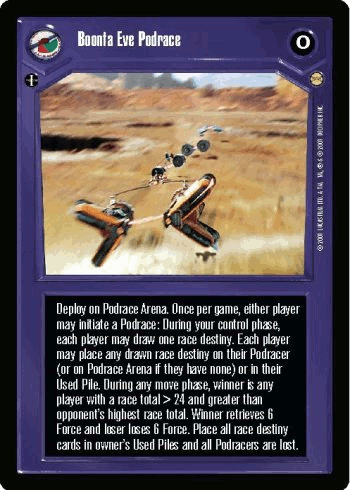 Boonta Eve Podrace
O
Deploy on Podrace Arena. Once per game, either player
may initiate a Podrace: During your control phase,
each player may draw one race destiny. Each player
may place any drawn race destiny on their Podracer
(or on Podrace Arena if they have none) or in their
Used Pile. During any move phase, winner is any
player with a race total > 24 and greater than
opponent's highest race total. Winner retrieves 6
Force and loser loses 6 Force. Place all race destiny
cards in owner's Used Piles and all Podracers are lost.